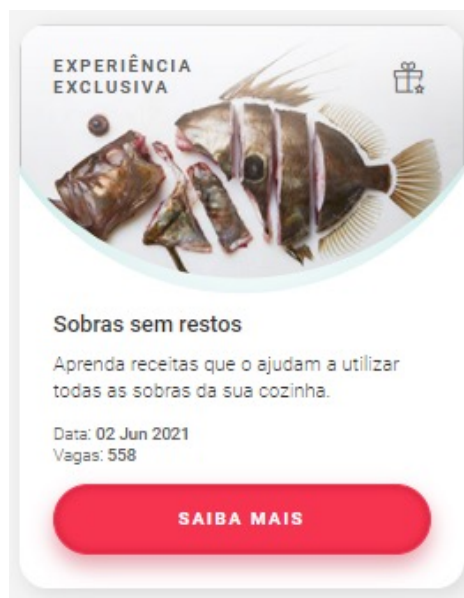 EXPERIÊNCIA
EXCLUSIVA
Sobras sem restos
Aprenda receitas que o ajudam a utilizar
todas as sobras da sua cozinha.
Data: 02 Jun 2021
Vagas: 558
SAIBA MAIS